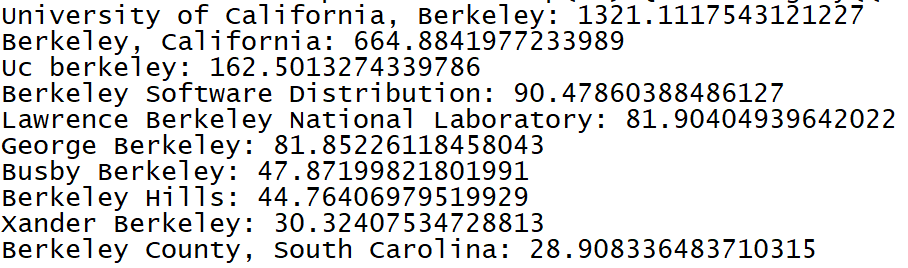 University of California, Berkeley: 1321.1117543121227
Berkeley, California: 664.8841977233989
Uc berkeley: 162.5013274339786
Berkeley Software Distribution: 90.47860388486127
Lawrence Berkeley National Laboratory: 81.90404939642022
George Berkeley: 81.85226118458043
Busby Berkeley: 47.87199821801991
Berkeley Hills: 44.76406979519929
Xander Berkeley: 30.32407534728813
Berkeley County, South Carolina: 28.908336483710315